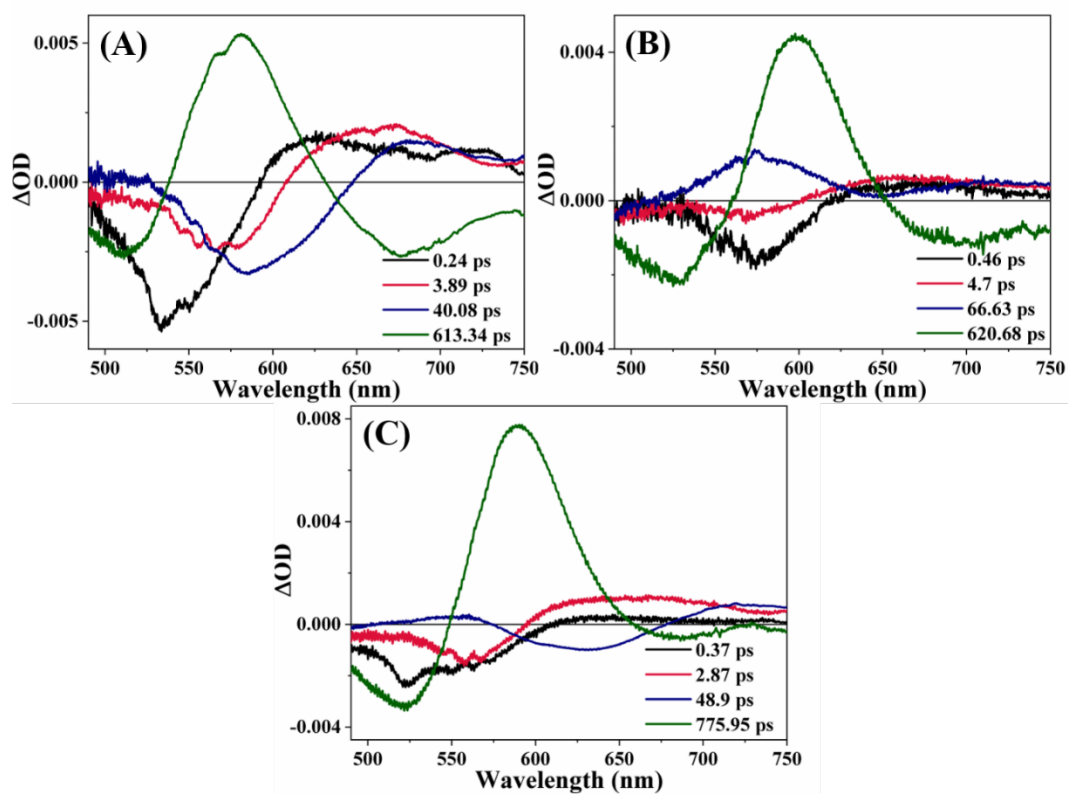 (A)
0.005
0.000
-0.005
ΔOD
0.24 ps
3.89 ps
40.08 ps
613.34 ps
500 550 600 650 700 750
Wavelength (nm)
(B)
0.004
0.000
-0.004
ΔOD
0.46 ps
4.7 ps
66.63 ps
620.68 ps
500 550 600 650 700 750
Wavelength (nm)
(C)
0.008
0.004
0.000
-0.004
ΔOD
0.37 ps
2.87 ps
48.9 ps
775.95 ps
500 550 600 650 700 750
Wavelength (nm)